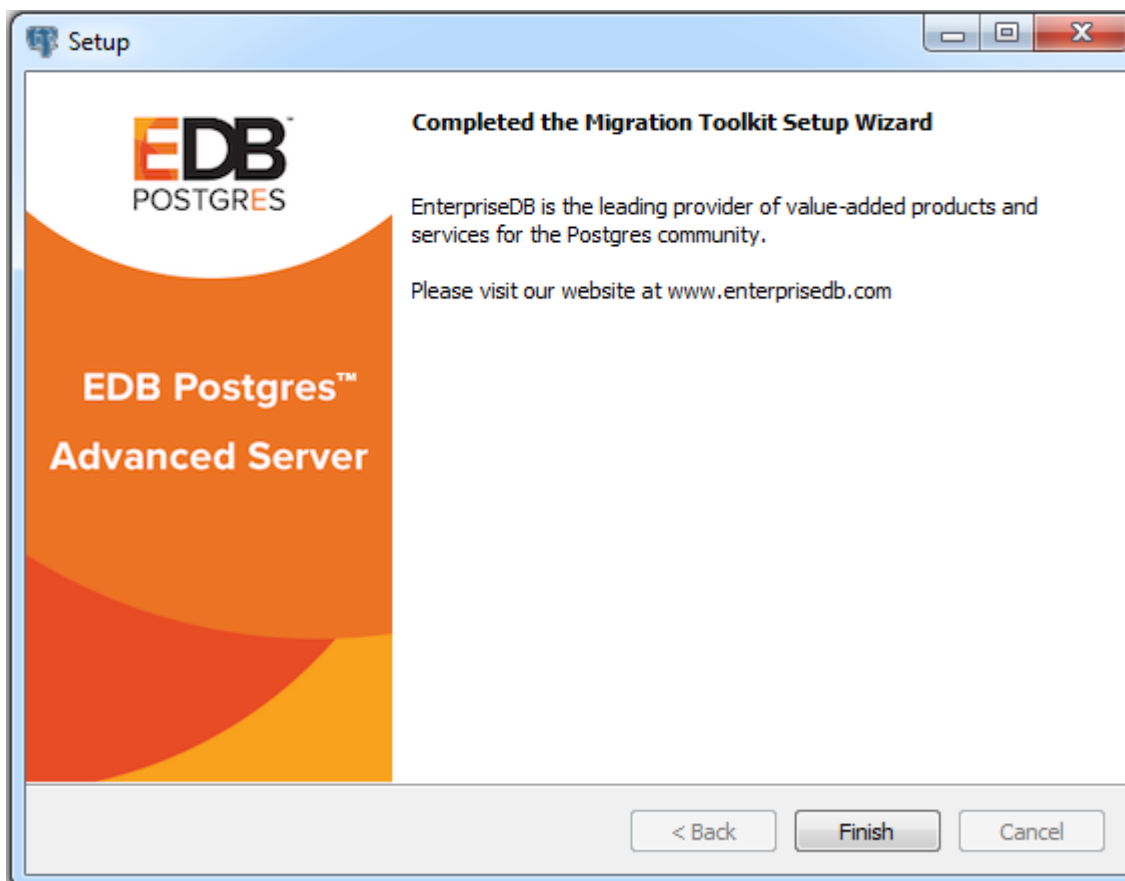 Setup
EDB™
POSTGRES
EDB Postgres™
Advanced Server
Completed the Migration Toolkit Setup Wizard
EnterpriseDB is the leading provider of value-added products and
services for the Postgres community.
Please visit our website at www.enterprisedb.com
< Back
Finish
Cancel